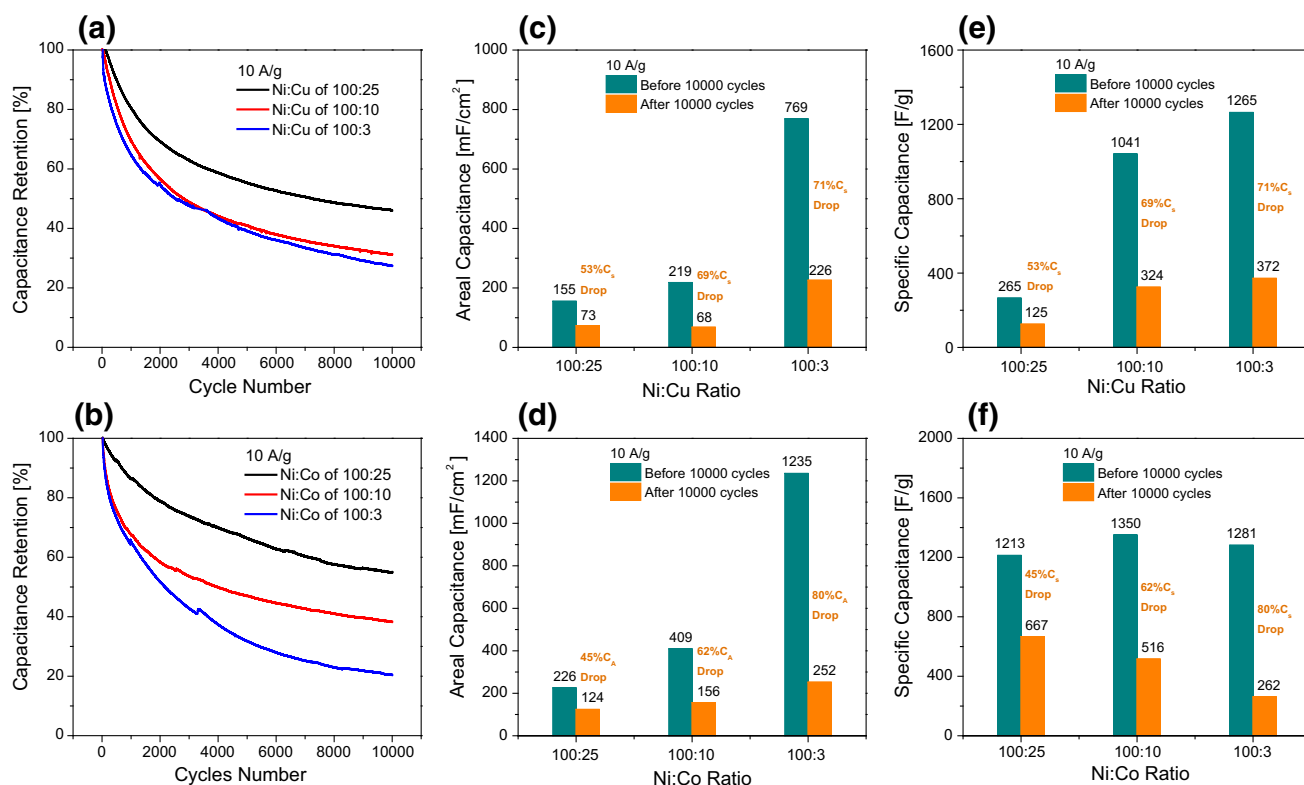 (a)
Capacitance Retention [%]
100
80
60
40
20
0
10 A/g
Ni:Cu of 100:25
Ni:Cu of 100:10
Ni:Cu of 100:3
0 2000 4000 6000 8000 10000
Cycle Number
(c)
Areal Capacitance [mF/cm²]
1000
800
600
400
200
0
10 A/g
Before 10000 cycles
After 10000 cycles
769
71%Cₛ
Drop
226
219
69%Cₛ
Drop
68
155
53%Cₛ
Drop
73
100:25 100:10 100:3
Ni:Cu Ratio
(e)
Specific Capacitance [F/g]
1600
1200
800
400
0
10 A/g
Before 10000 cycles
After 10000 cycles
1265
71%Cₛ
Drop
372
1041
69%Cₛ
Drop
324
265
53%Cₛ
Drop
125
100:25 100:10 100:3
Ni:Cu Ratio
(b)
Capacitance Retention [%]
100
80
60
40
20
0
10 A/g
Ni:Co of 100:25
Ni:Co of 100:10
Ni:Co of 100:3
0 2000 4000 6000 8000 10000
Cycles Number
(d)
Areal Capacitance [mF/cm²]
1400
1200
1000
800
600
400
200
0
10 A/g
Before 10000 cycles
After 10000 cycles
1235
80%C_A
Drop
252
409
62%C_A
Drop
156
226
45%C_A
Drop
124
100:25 100:10 100:3
Ni:Co Ratio
(f)
Specific Capacitance [F/g]
2000
1600
1200
800
400
0
10 A/g
Before 10000 cycles
After 10000 cycles
1213
45%Cₛ
Drop
667
1350
62%Cₛ
Drop
516
1281
80%Cₛ
Drop
262
100:25 100:10 100:3
Ni:Co Ratio